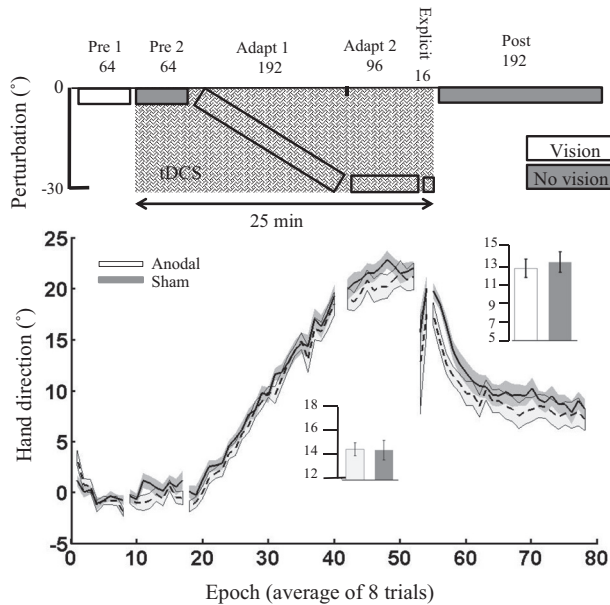 Pre 1
64
Pre 2
64
Adapt 1
192
Adapt 2
96
Explicit
16
Post
192
Perturbation (°)
0
-30
tDCS
25 min
Vision
No vision
Hand direction (°)
25
20
15
10
5
0
-5
Anodal
Sham
15
13
11
9
7
5
18
16
14
12
0
10
20
30
40
50
60
70
80
Epoch (average of 8 trials)